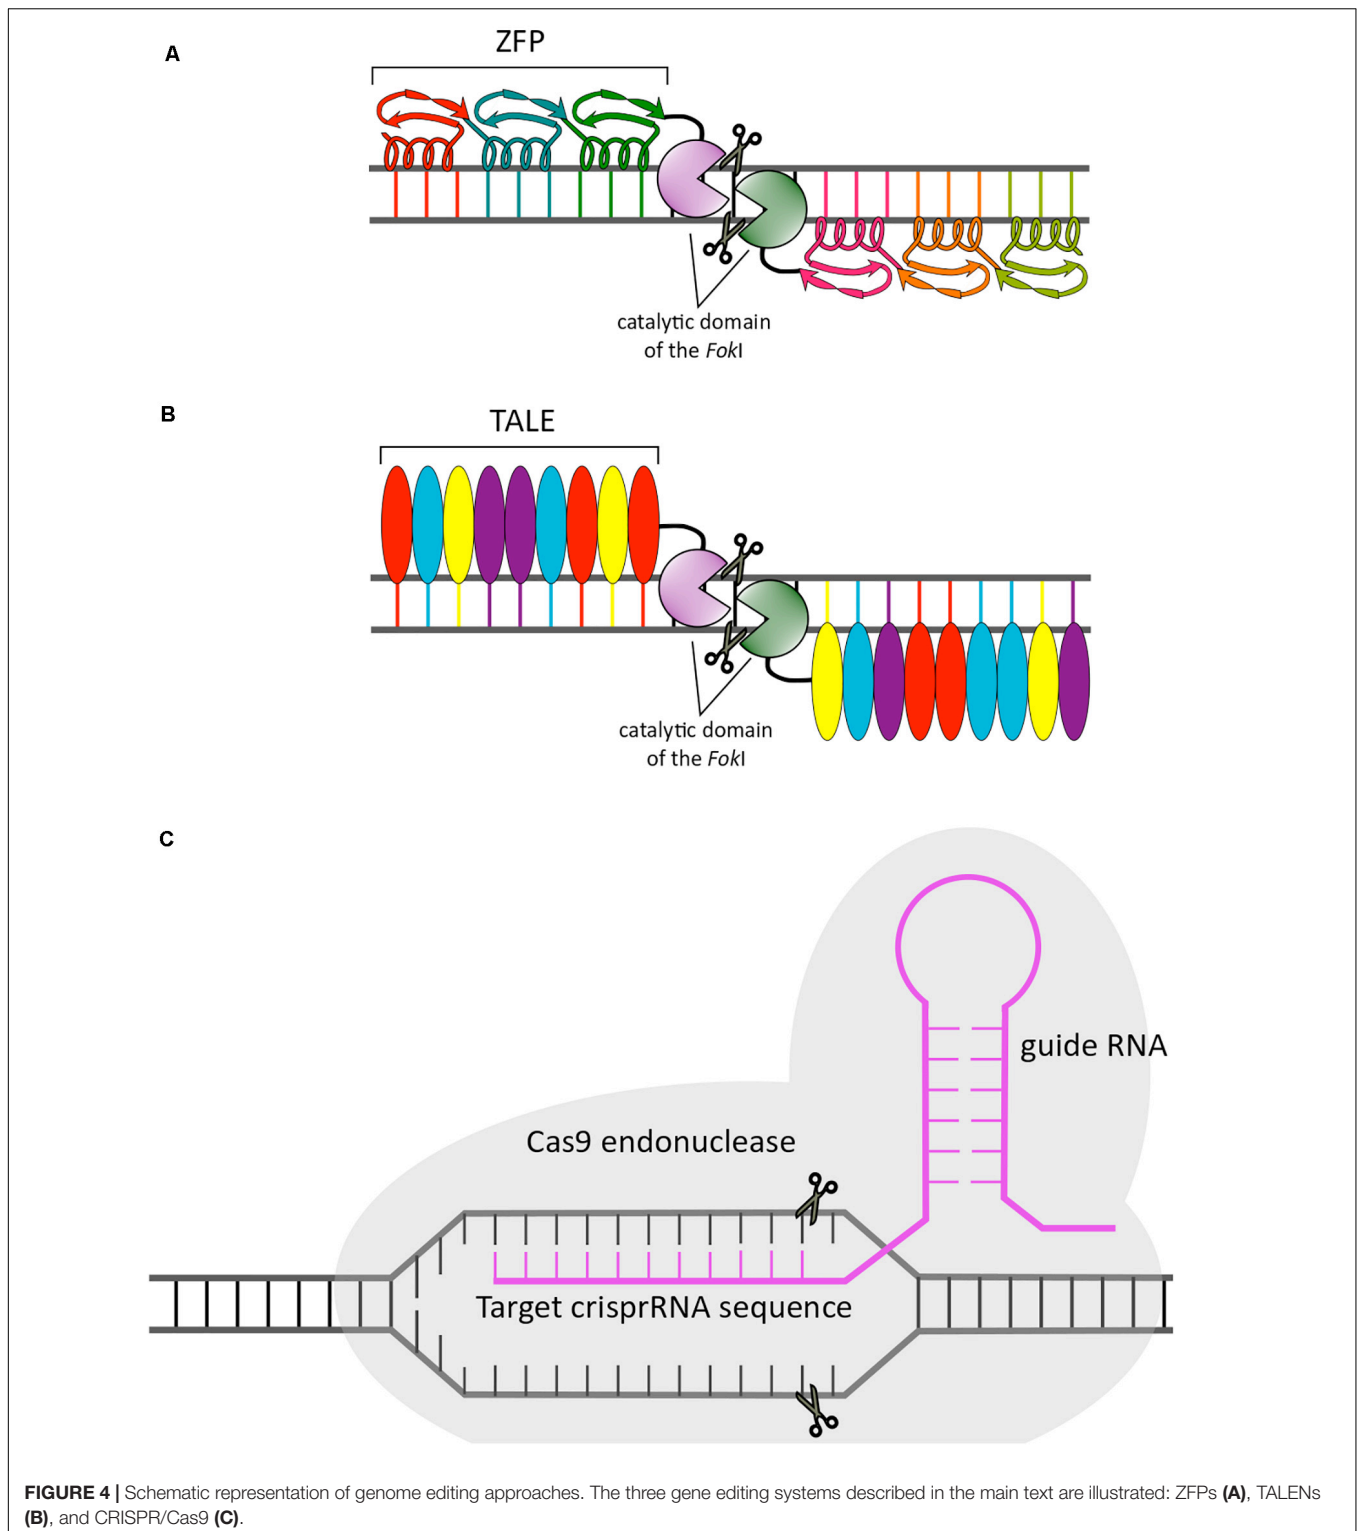 A
ZFP
catalytic domain
of the FokI
B
TALE
catalytic domain
of the FokI
C
guide RNA
Cas9 endonuclease
Target crisprRNA sequence
FIGURE 4 | Schematic representation of genome editing approaches. The three gene editing systems described in the main text are illustrated: ZFPs (A), TALENs
(B), and CRISPR/Cas9 (C).